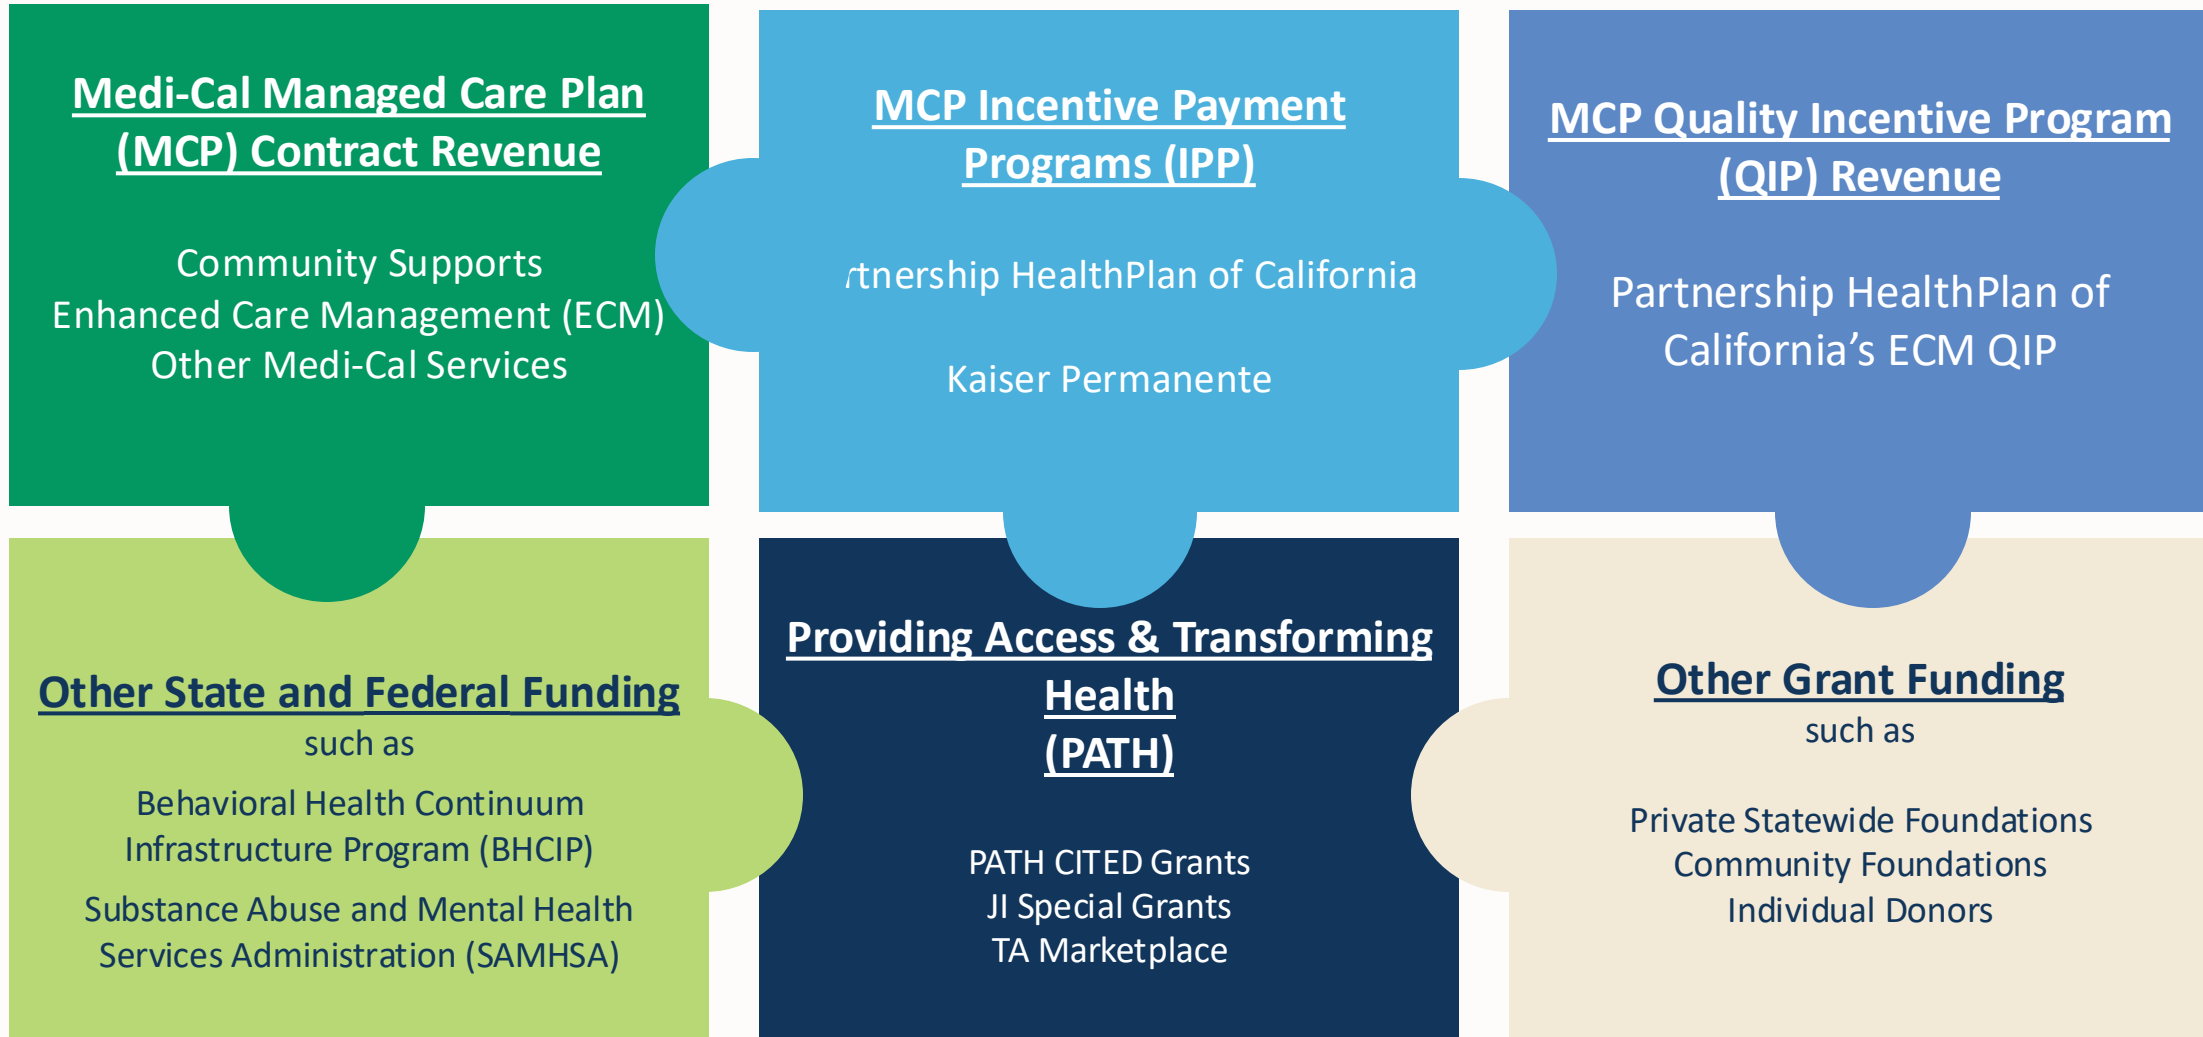 Medi-Cal Managed Care Plan
(MCP) Contract Revenue
Community Supports
Enhanced Care Management (ECM)
Other Medi-Cal Services
MCP Incentive Payment
Programs (IPP)
rtnership HealthPlan of California
Kaiser Permanente
MCP Quality Incentive Program
(QIP) Revenue
Partnership HealthPlan of
California’s ECM QIP
Other State and Federal Funding
such as
Behavioral Health Continuum
Infrastructure Program (BHCIP)
Substance Abuse and Mental Health
Services Administration (SAMHSA)
Providing Access & Transforming
Health
(PATH)
PATH CITED Grants
JI Special Grants
TA Marketplace
Other Grant Funding
such as
Private Statewide Foundations
Community Foundations
Individual Donors